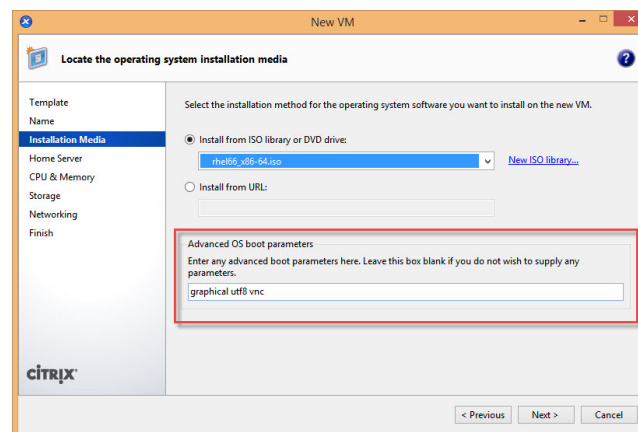 New VM
Locate the operating system installation media
Template
Name
Installation Media
Home Server
CPU & Memory
Storage
Networking
Finish
Select the installation method for the operating system software you want to install on the new VM.
Install from ISO library or DVD drive:
rhel66_x86-64.iso
New ISO library...
Install from URL:
Advanced OS boot parameters
Enter any advanced boot parameters here. Leave this box blank if you do not wish to supply any
parameters.
graphical utf8 vnc
CİTRIX
< Previous
Next >
Cancel